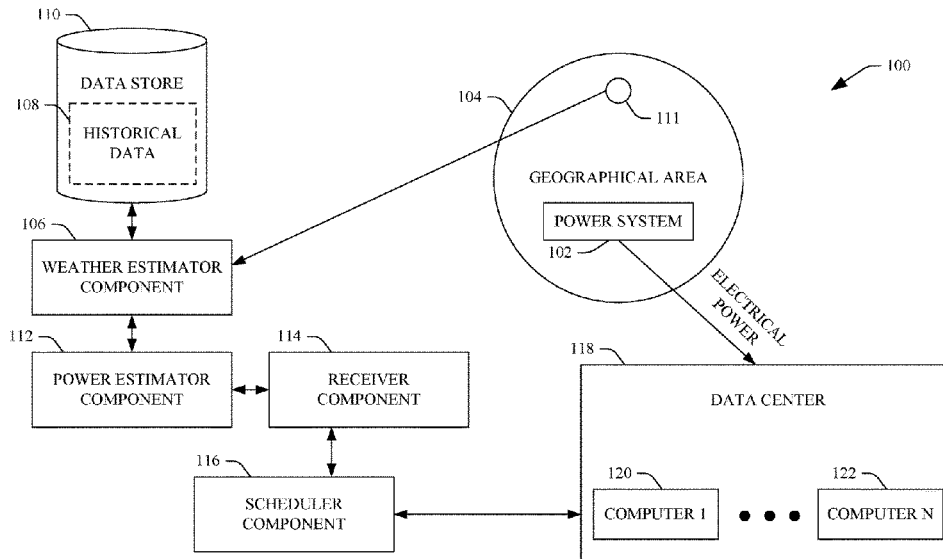 110
DATA STORE
108
HISTORICAL
DATA
100
104
111
GEOGRAPHICAL AREA
POWER SYSTEM
102
106
WEATHER ESTIMATOR
COMPONENT
ELECTRICAL
POWER
112
POWER ESTIMATOR
COMPONENT
114
RECEIVER
COMPONENT
118
DATA CENTER
116
SCHEDULER
COMPONENT
120
COMPUTER 1
122
COMPUTER N